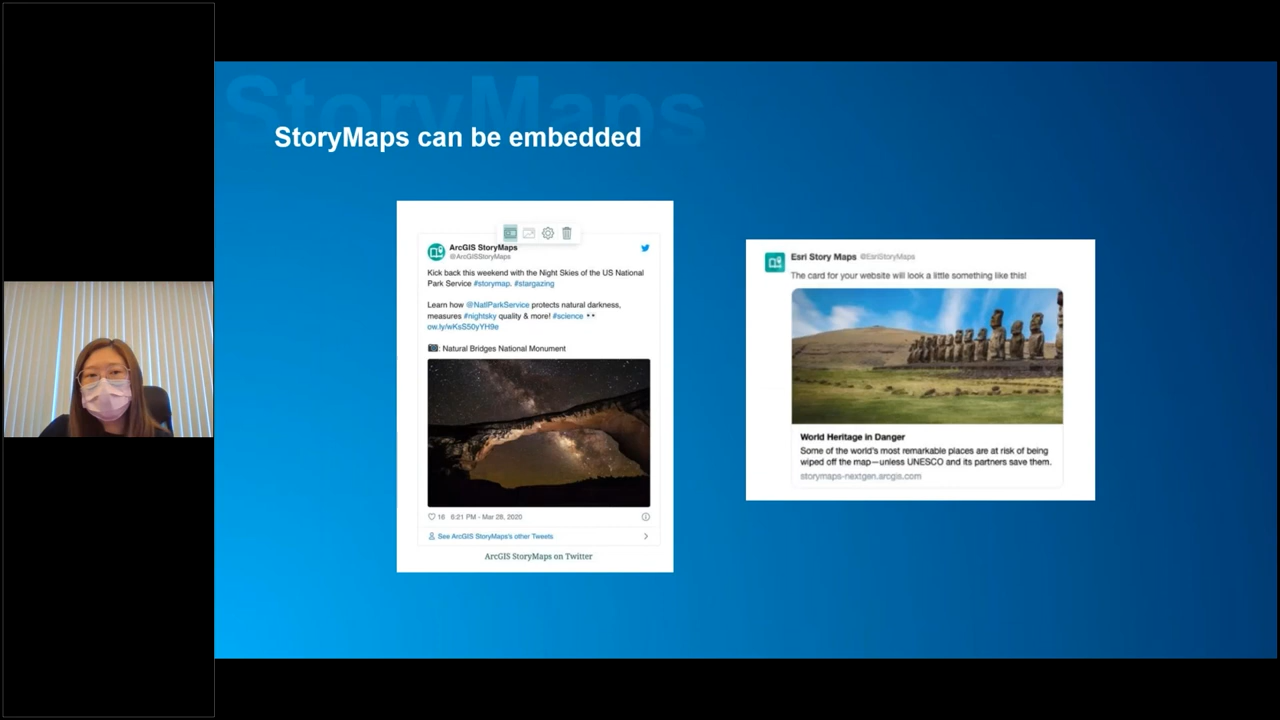 StoryMaps
StoryMaps can be embedded
ArcGIS StoryMaps
@ArcGISStoryMaps
Kick back this weekend with the Night Skies of the US National
Park Service #storymap. #stargazing
Learn how @NatlParkService protects natural darkness,
measures #nightsky quality & more! #science 👀
ow.ly/wKsS50yYH9e
📷: Natural Bridges National Monument
16 6:21 PM - Mar 28, 2020
See ArcGIS StoryMaps's other Tweets
ArcGIS StoryMaps on Twitter
Esri Story Maps @EsriStoryMaps
The card for your website will look a little something like this!
World Heritage in Danger
Some of the world's most remarkable places are at risk of being
wiped off the map—unless UNESCO and its partners save them.
storymaps-nextgen.arcgis.com